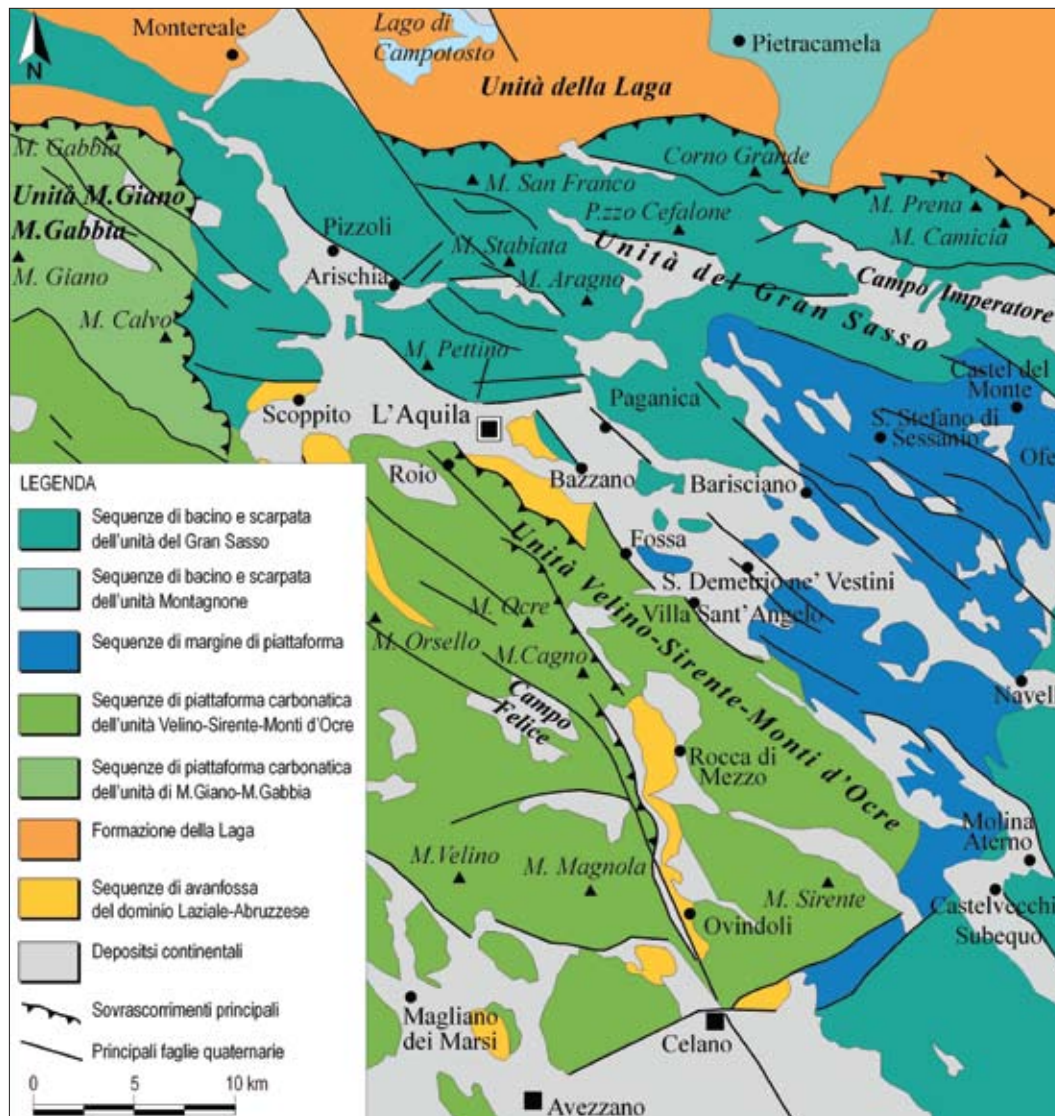 Montereale
Lago di
Campotosto
Pietracamela
N
Unità della Laga
M. Gabbia
Corno Grande
M. San Franco
Unità M.Giano
M.Gabbia
P.zzo Cefalone
M. Prena
M. Camicia
Pizzoli
M. Stabiata
M. Giano
Arischia
M. Aragno
Unità del Gran Sasso
Campo Imperatore
M. Calvo
M. Pettino
Castel del
Monte
Scoppito
Paganica
L'Aquila
S. Stefano di
Sessanio
Ofe
Roio
Bazzano
Barisciano
Fossa
Unità Velino-Sirente-Monti d'Ocre
S. Demetrio ne' Vestini
Villa Sant'Angelo
M. Ocre
M. Orsello
M.Cagno
Navel
Campo
Felice
Rocca di
Mezzo
Molina
Aterno
M.Velino
M. Magnola
M. Sirente
Castelvecchi
Subequo
Ovindoli
Magliano
dei Marsi
Celano
Avezzano
LEGENDA
Sequenze di bacino e scarpata
dell'unità del Gran Sasso
Sequenze di bacino e scarpata
dell'unità Montagnone
Sequenze di margine di piattaforma
Sequenze di piattaforma carbonatica
dell'unità Velino-Sirente-Monti d'Ocre
Sequenze di piattaforma carbonatica
dell'unità di M.Giano-M.Gabbia
Formazione della Laga
Sequenze di avanfossa
del dominio Laziale-Abruzzese
Depositsi continentali
Sovrascorrimenti principali
Principali faglie quaternarie
0 5 10 km